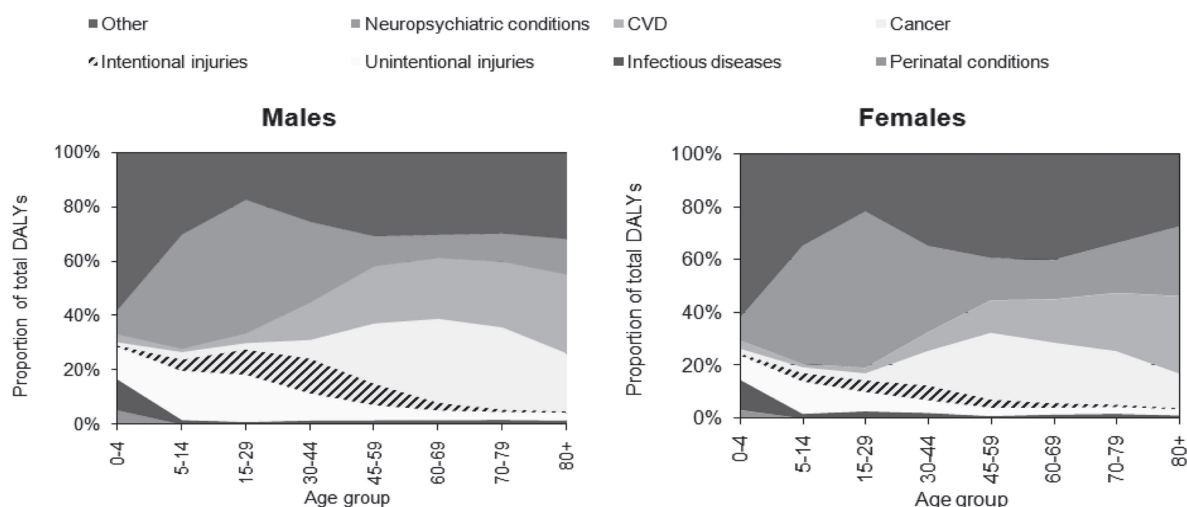 Other Neuropsychiatric conditions CVD Cancer
Intentional injuries Unintentional injuries Infectious diseases Perinatal conditions
Males
Proportion of total DALYs
100%
80%
60%
40%
20%
0%
0-4 5-14 15-29 30-44 45-59 60-69 70-79 80+
Age group
Females
Proportion of total DALYs
100%
80%
60%
40%
20%
0%
0-4 5-14 15-29 30-44 45-59 60-69 70-79 80+
Age group